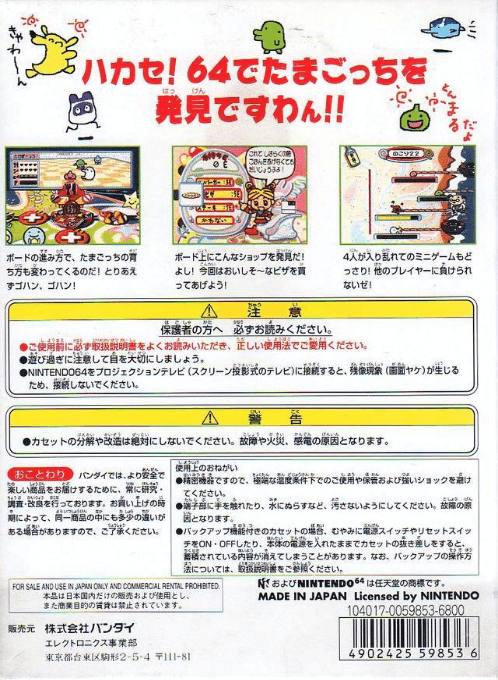 きゃわーん
ハカセ！64でたまごっちを
発見ですわん!!
どんまるだよ
ボードの進み方で、たまごっちの育
ち方も変わってくるのだ！とりあえ
ずゴハン、ゴハン！
ボード上にこんなショップを発見だ！
よし！今回はおいしそ～なピザを買
ってあげよう！
4人が入り乱れてのミニゲームもど
っさり！他のプレイヤーに負けられ
ないぜ！
注意
保護者の方へ 必ずお読みください。
●ご使用前に必ず取扱説明書をよくお読みいただき、正しい使用法でご愛用ください。
●遊び過ぎに注意して目を大切にしましょう。
●NINTENDO64をプロジェクションテレビ（スクリーン投影式のテレビ）に接続すると、残像現象（画面ヤケ）が生じる
ため、接続しないでください。
警告
●カセットの分解や改造は絶対にしないでください。故障や火災、感電の原因となります。
おことわり バンダイでは、より安全で
楽しい商品をお届けするために、常に研究・
調査・改良を行っております。お買い上げの時
期によって、同一商品の中にも多少の違いが
ある場合がありますので、ご了承ください。
使用上のおねがい
●精密機器ですので、極端な温度条件下でのご使用や保管および強いショックを避け
てください。
●端子部に手を触れたり、水にぬらすなど、汚さないようにしてください。故障の原
因となります。
●バックアップ機能付きのカセットの場合、むやみに電源スイッチやリセットスイッ
チをON・OFFしたり、本体の電源を入れたままでカセットの抜き差しをすると、
蓄積されている内容が消えてしまうことがあります。なお、バックアップの操作方
法については、取扱説明書をご参照ください。
FOR SALE AND USE IN JAPAN ONLY AND COMMERCIAL RENTAL PROHIBITED.
本品は日本国内だけの販売および使用とし、
また商業目的の賃貸は禁止されています。
およびNINTENDO64は任天堂の商標です。
MADE IN JAPAN Licensed by NINTENDO
104017-0059853-6800
販売元 株式会社バンダイ
エレクトロニクス事業部
東京都台東区駒形2-5-4 〒111-81
4902425598536